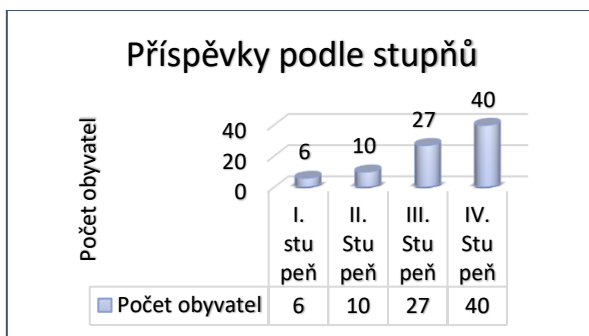 Příspěvky podle stupňů
Počet obyvatel
40
20
0
6
10
27
40
I.
stu
peň
II.
Stu
peň
III.
Stu
peň
IV.
Stu
peň
Počet obyvatel 6 10 27 40